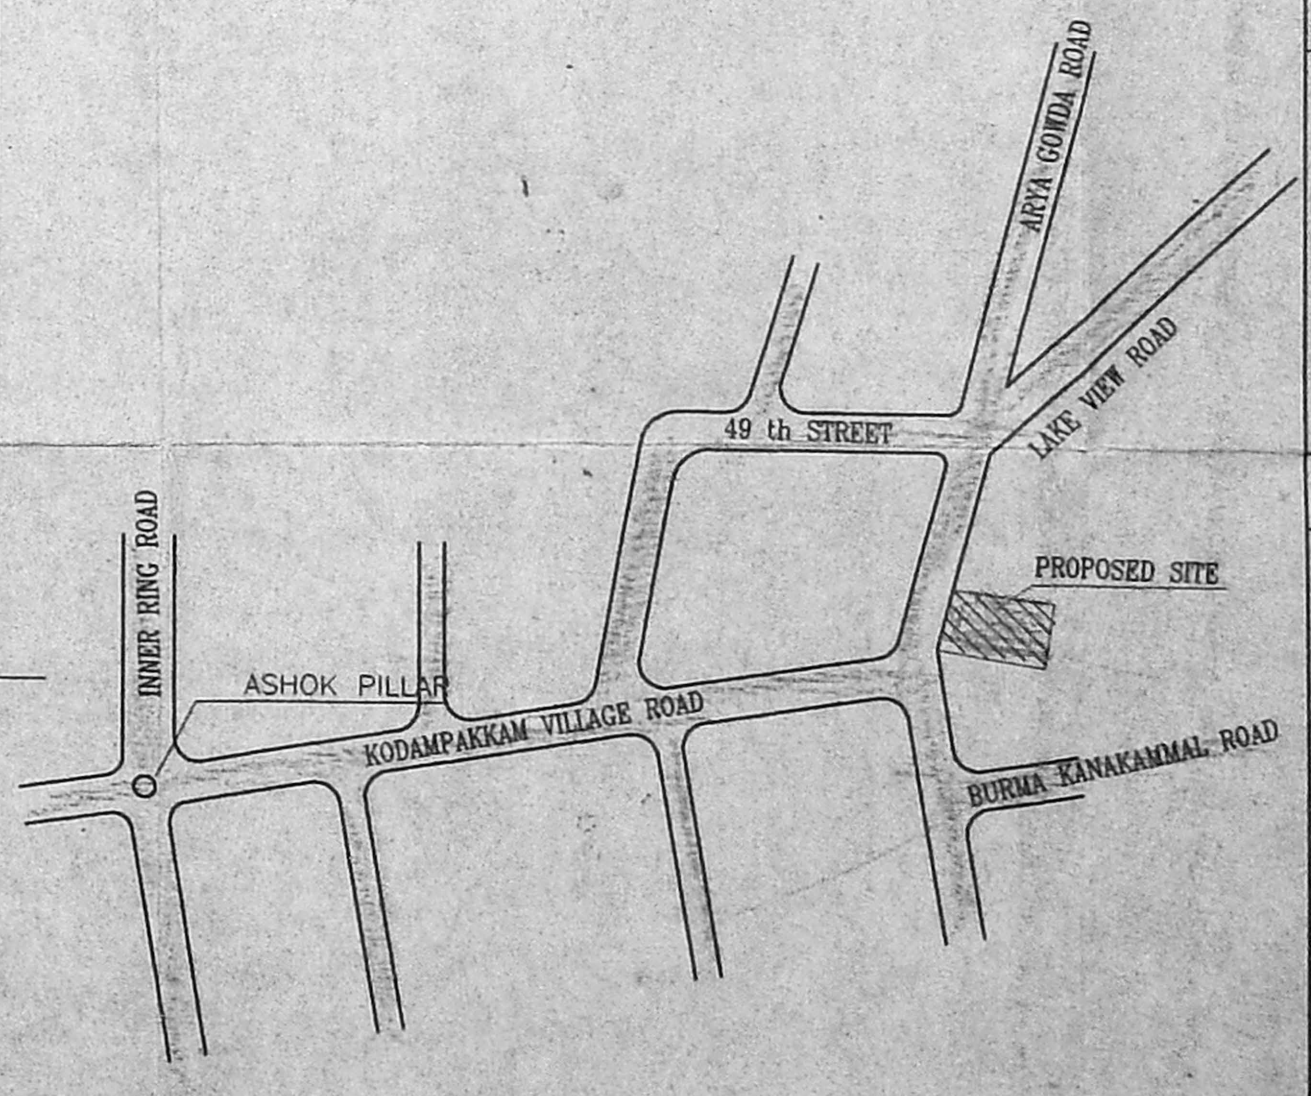 ARYA GOWDA ROAD
LAKE VIEW ROAD
49 th STREET
INNER RING ROAD
PROPOSED SITE
ASHOK PILLAR
KODAMPAKKAM VILLAGE ROAD
BURMA KANAKAMMAL ROAD